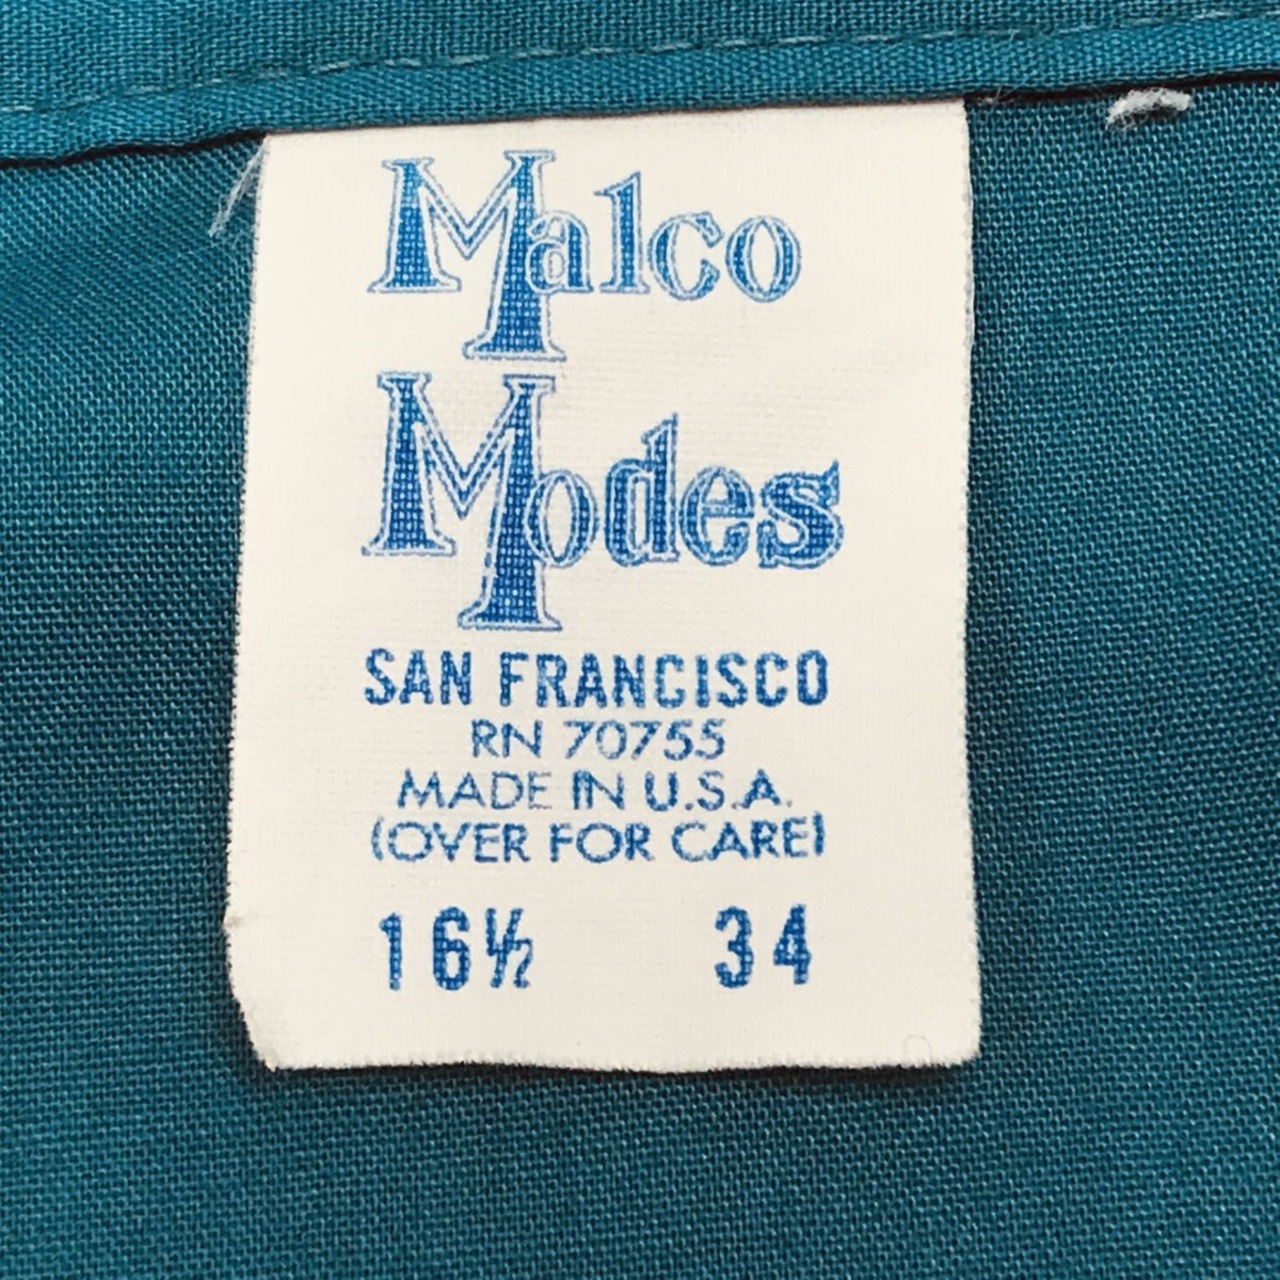 Malco
Modes
SAN FRANCISCO
RN 70755
MADE IN U.S.A.
(OVER FOR CARE)
16½ 34